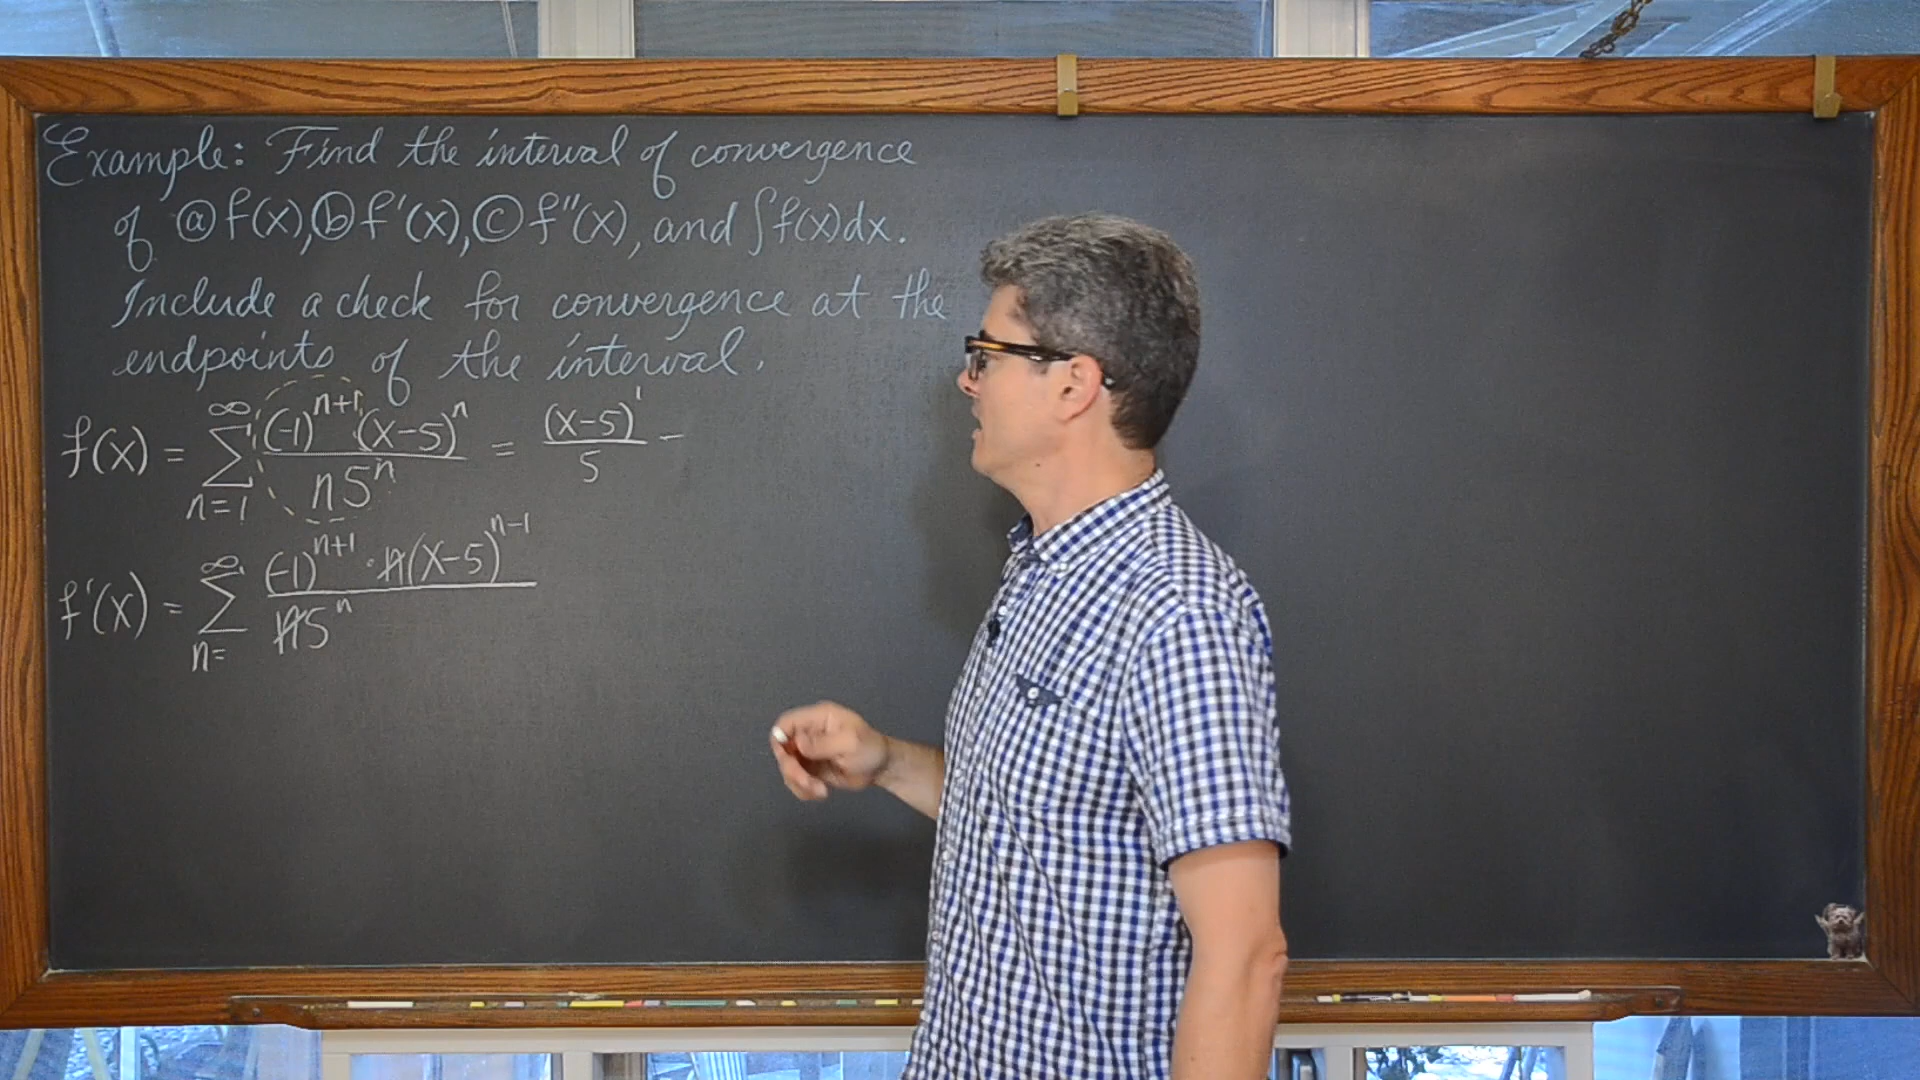 Example: Find the interval of convergence
of ⓐ f(x), ⓑ f'(x), ⓒ f''(x), and ∫f(x)dx.
Include a check for convergence at the
endpoints of the interval.
f(x) = ∞ Σ n=1 (-1)^(n+1) (x-5)^n / n5^n = (x-5)^1 / 5 -
f'(x) = ∞ Σ n= (-1)^(n+1) · n(x-5)^(n-1) / n5^n